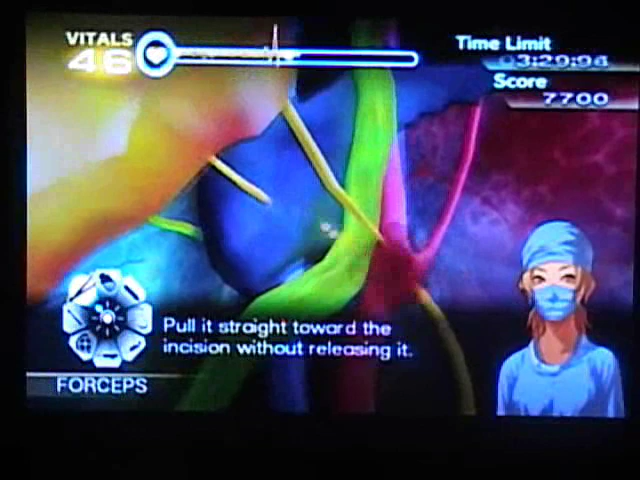 VITALS
46
Time Limit
03:29:94
Score
7700
Pull it straight toward the
incision without releasing it.
FORCEPS